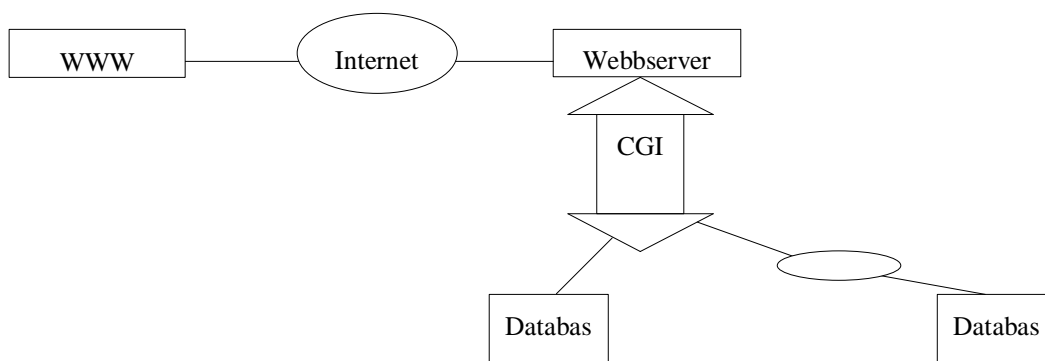 WWW
Internet
Webbserver
CGI
Databas
Databas